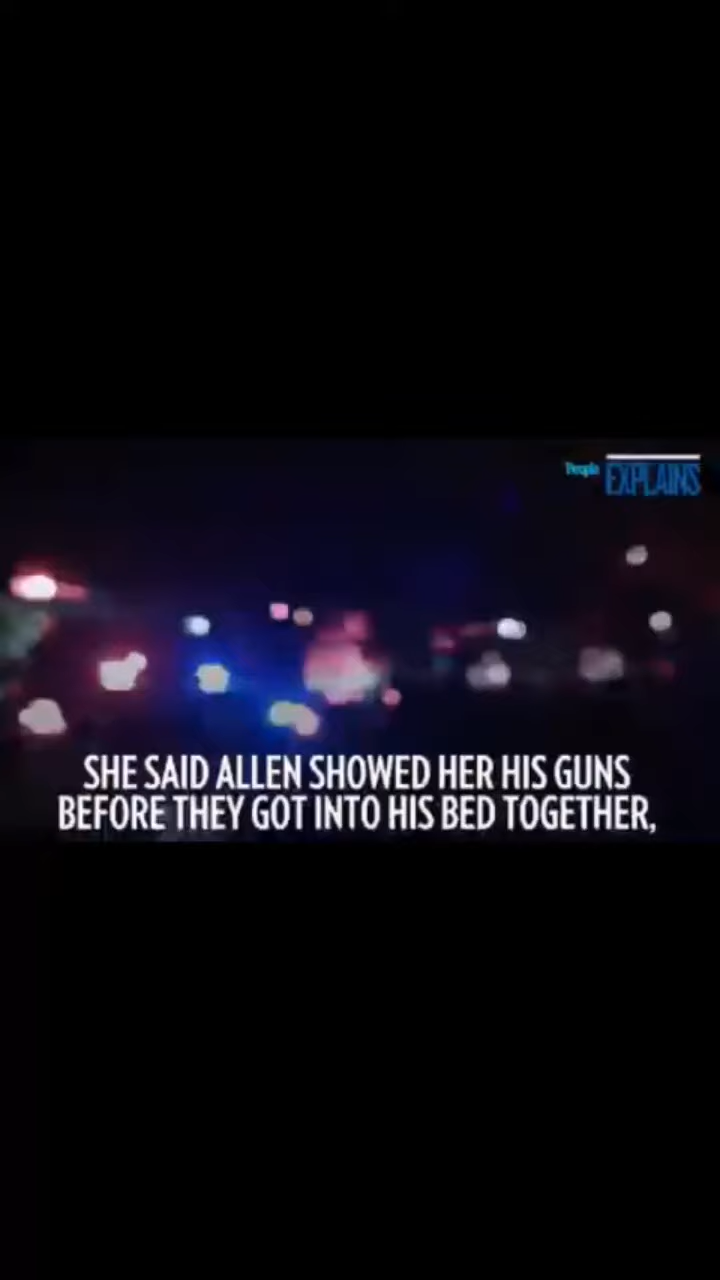 People EXPLAINS
SHE SAID ALLEN SHOWED HER HIS GUNS
BEFORE THEY GOT INTO HIS BED TOGETHER,